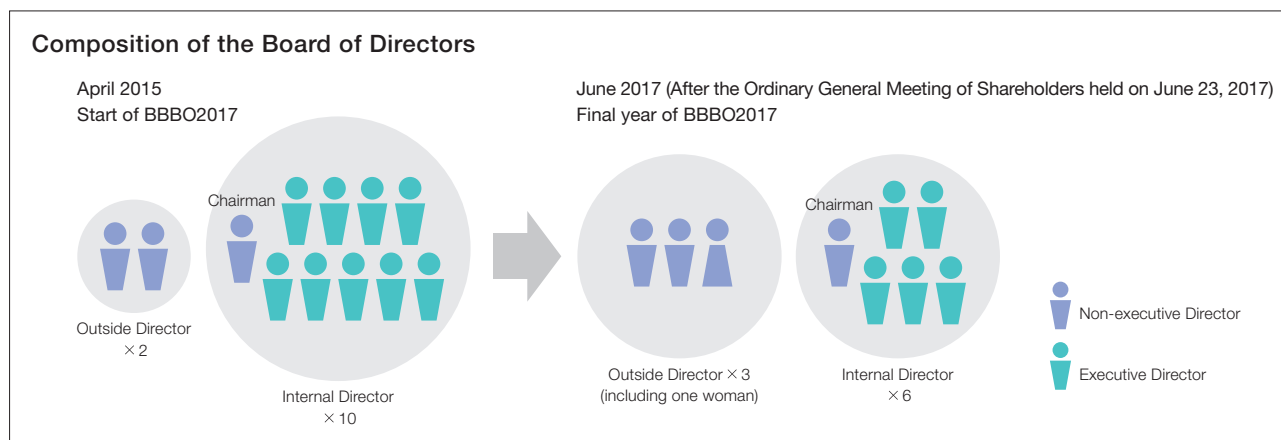 Composition of the Board of Directors
April 2015
Start of BBBO2017
Chairman
Outside Director
× 2
Internal Director
× 10
June 2017 (After the Ordinary General Meeting of Shareholders held on June 23, 2017)
Final year of BBBO2017
Chairman
Outside Director × 3
(including one woman)
Internal Director
× 6
Non-executive Director
Executive Director